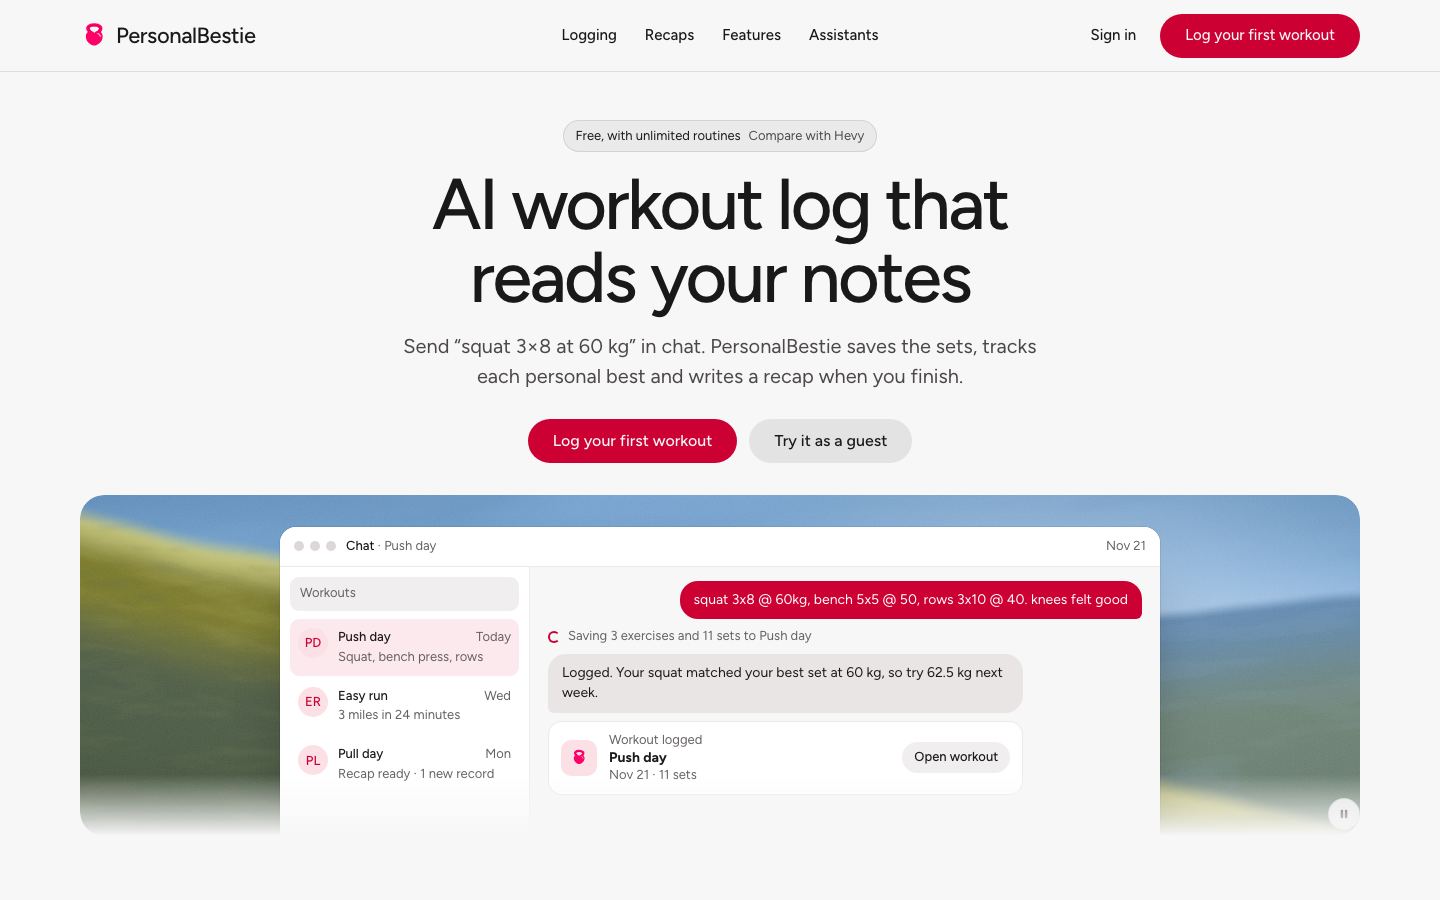 PersonalBestie
Logging
Recaps
Features
Assistants
Sign in
Log your first workout
Free, with unlimited routines Compare with Hevy
AI workout log that
reads your notes
Send “squat 3×8 at 60 kg” in chat. PersonalBestie saves the sets, tracks
each personal best and writes a recap when you finish.
Log your first workout
Try it as a guest
Chat · Push day
Nov 21
Workouts
PD
Push day
Today
Squat, bench press, rows
ER
Easy run
Wed
3 miles in 24 minutes
PL
Pull day
Mon
Recap ready · 1 new record
squat 3x8 @ 60kg, bench 5x5 @ 50, rows 3x10 @ 40. knees felt good
Saving 3 exercises and 11 sets to Push day
Logged. Your squat matched your best set at 60 kg, so try 62.5 kg next
week.
Workout logged
Push day
Nov 21 · 11 sets
Open workout